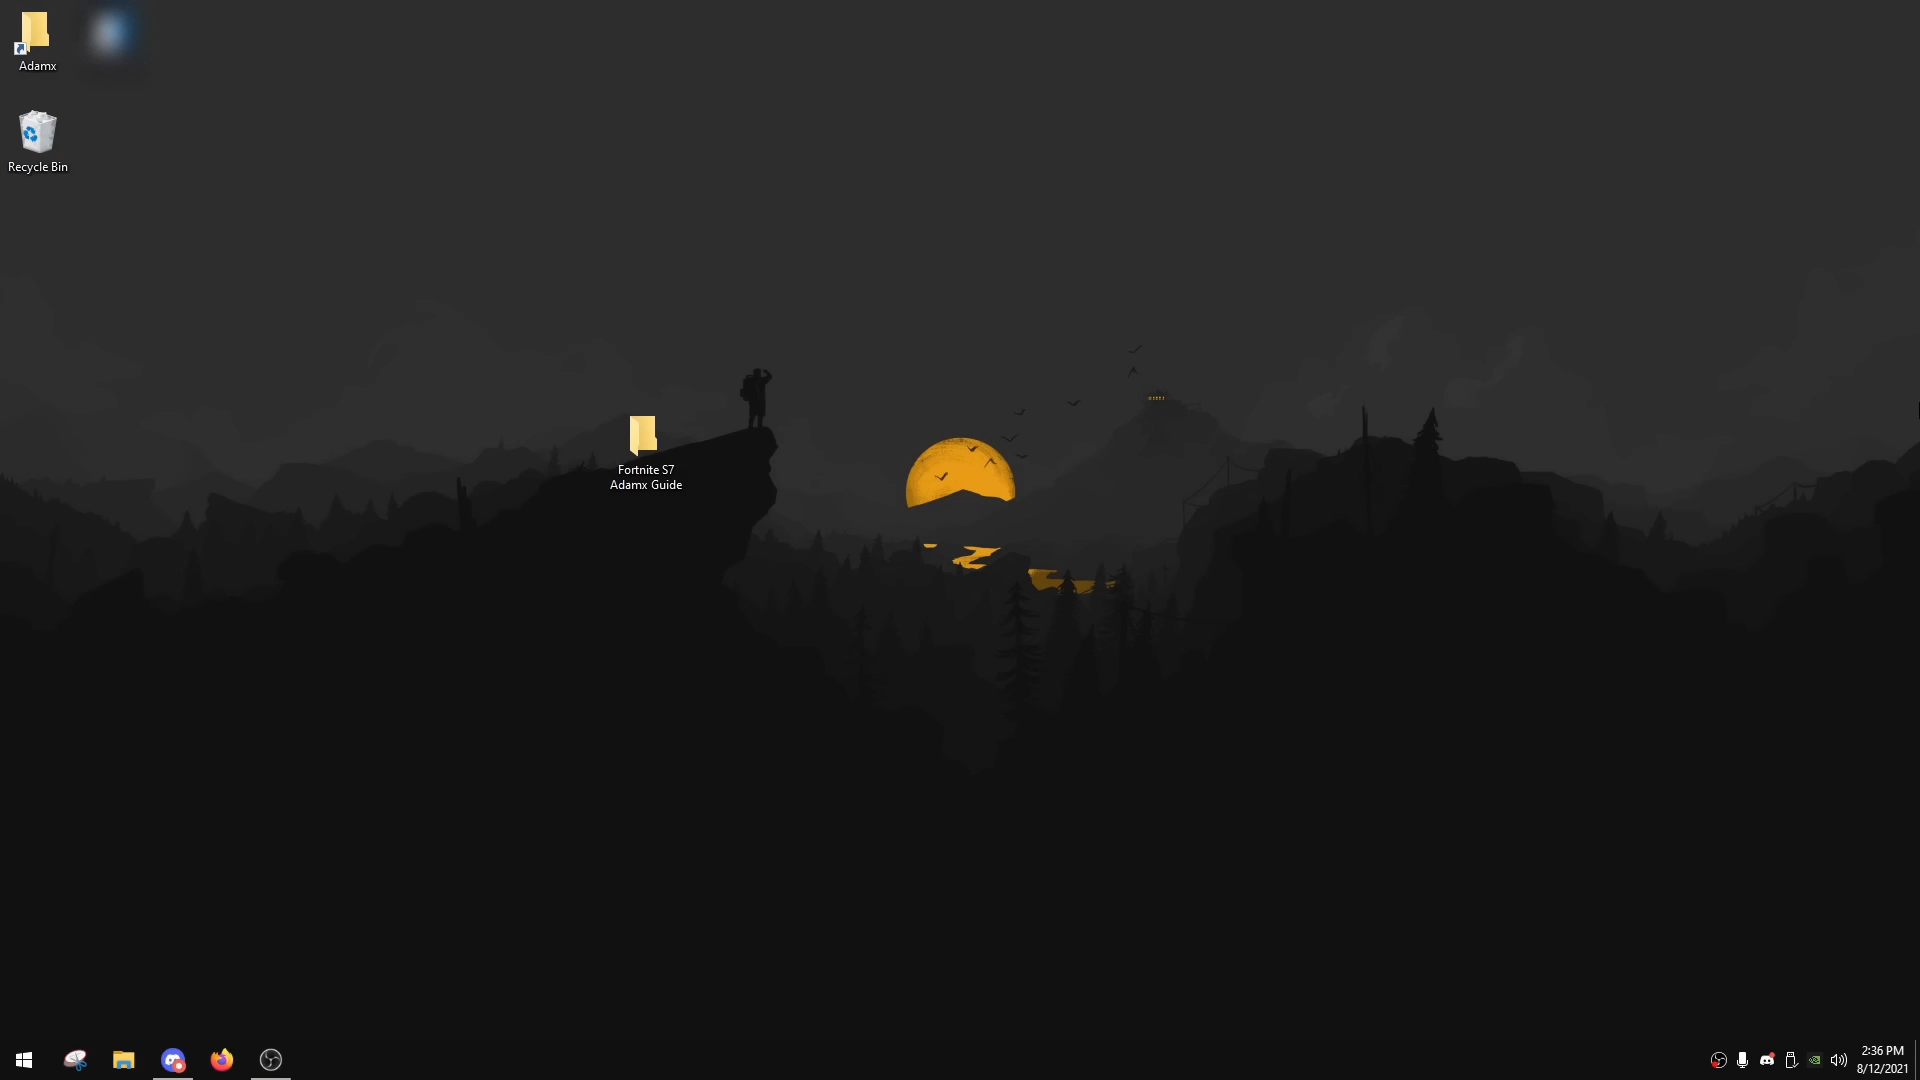 Adamx
Recycle Bin
Fortnite S7
Adamx Guide
2:36 PM
8/12/2021